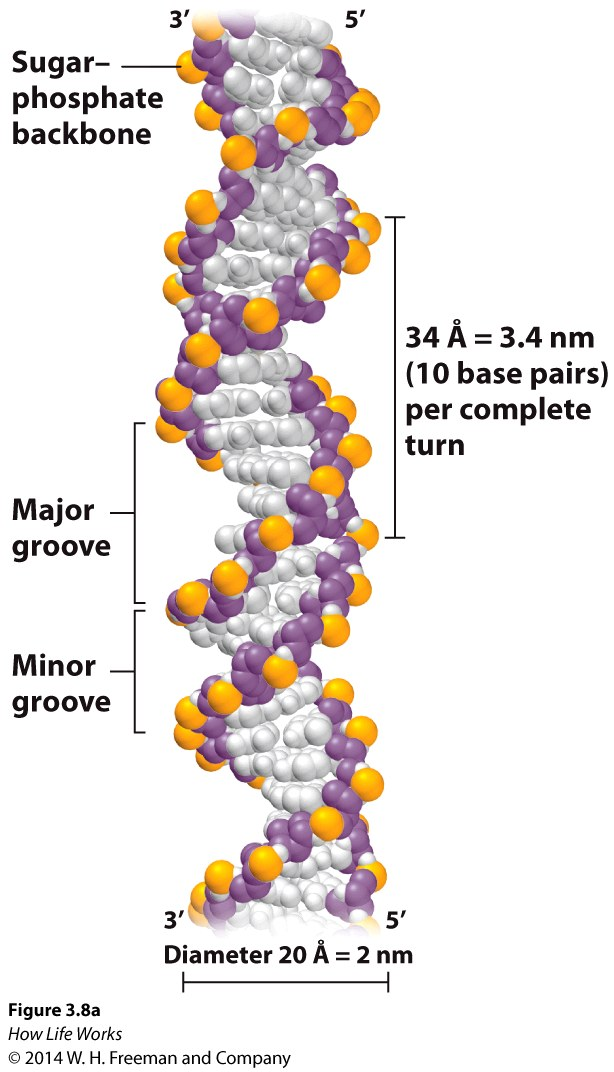 3′ 5′
Sugar–
phosphate
backbone
34 Å = 3.4 nm
(10 base pairs)
per complete
turn
Major
groove
Minor
groove
3′ 5′
Diameter 20 Å = 2 nm
Figure 3.8a
How Life Works
© 2014 W. H. Freeman and Company